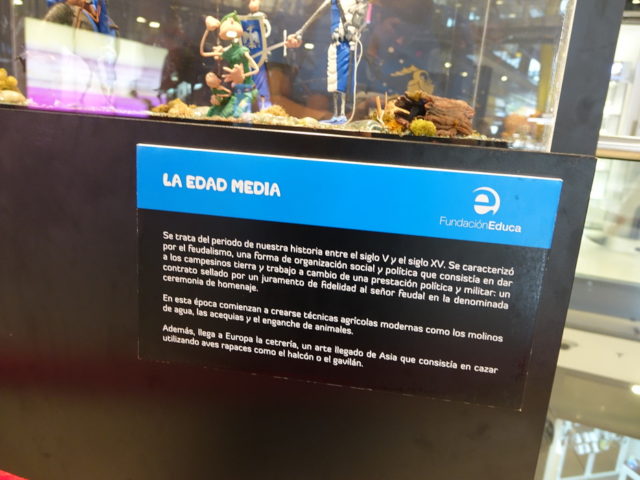 LA EDAD MEDIA
FundaciónEduca
Se trata del periodo de nuestra historia entre el siglo V y el siglo XV. Se caracterizó
por el feudalismo, una forma de organización social y política que consistía en dar
a los campesinos tierra y trabajo a cambio de una prestación política y militar: un
contrato sellado por un juramento de fidelidad al señor feudal en la denominada
ceremonia de homenaje.
En esta época comienzan a crearse técnicas agrícolas modernas como los molinos
de agua, las acequias y el enganche de animales.
Además, llega a Europa la cetrería, un arte llegado de Asia que consistía en cazar
utilizando aves rapaces como el halcón o el gavilán.